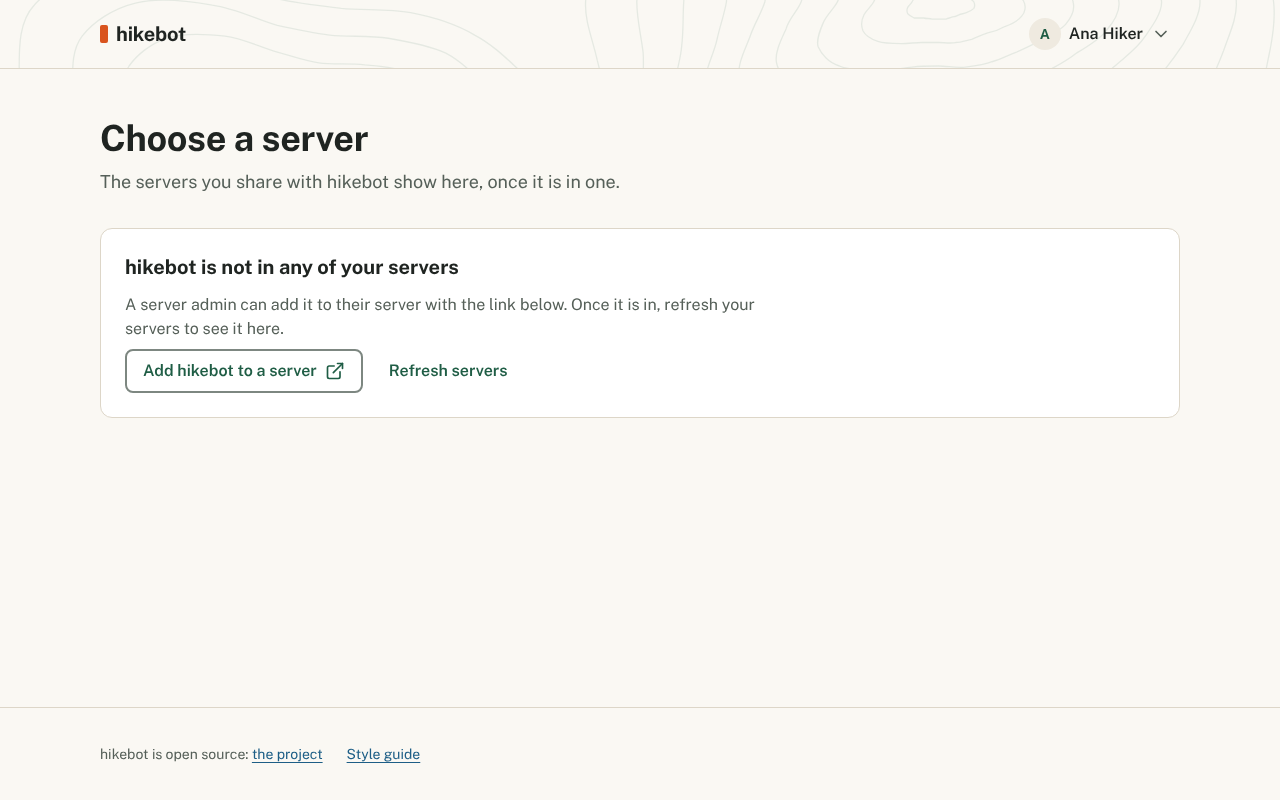 hikebot
A
Ana Hiker
Choose a server
The servers you share with hikebot show here, once it is in one.
hikebot is not in any of your servers
A server admin can add it to their server with the link below. Once it is in, refresh your
servers to see it here.
Add hikebot to a server
Refresh servers
hikebot is open source: the project
Style guide